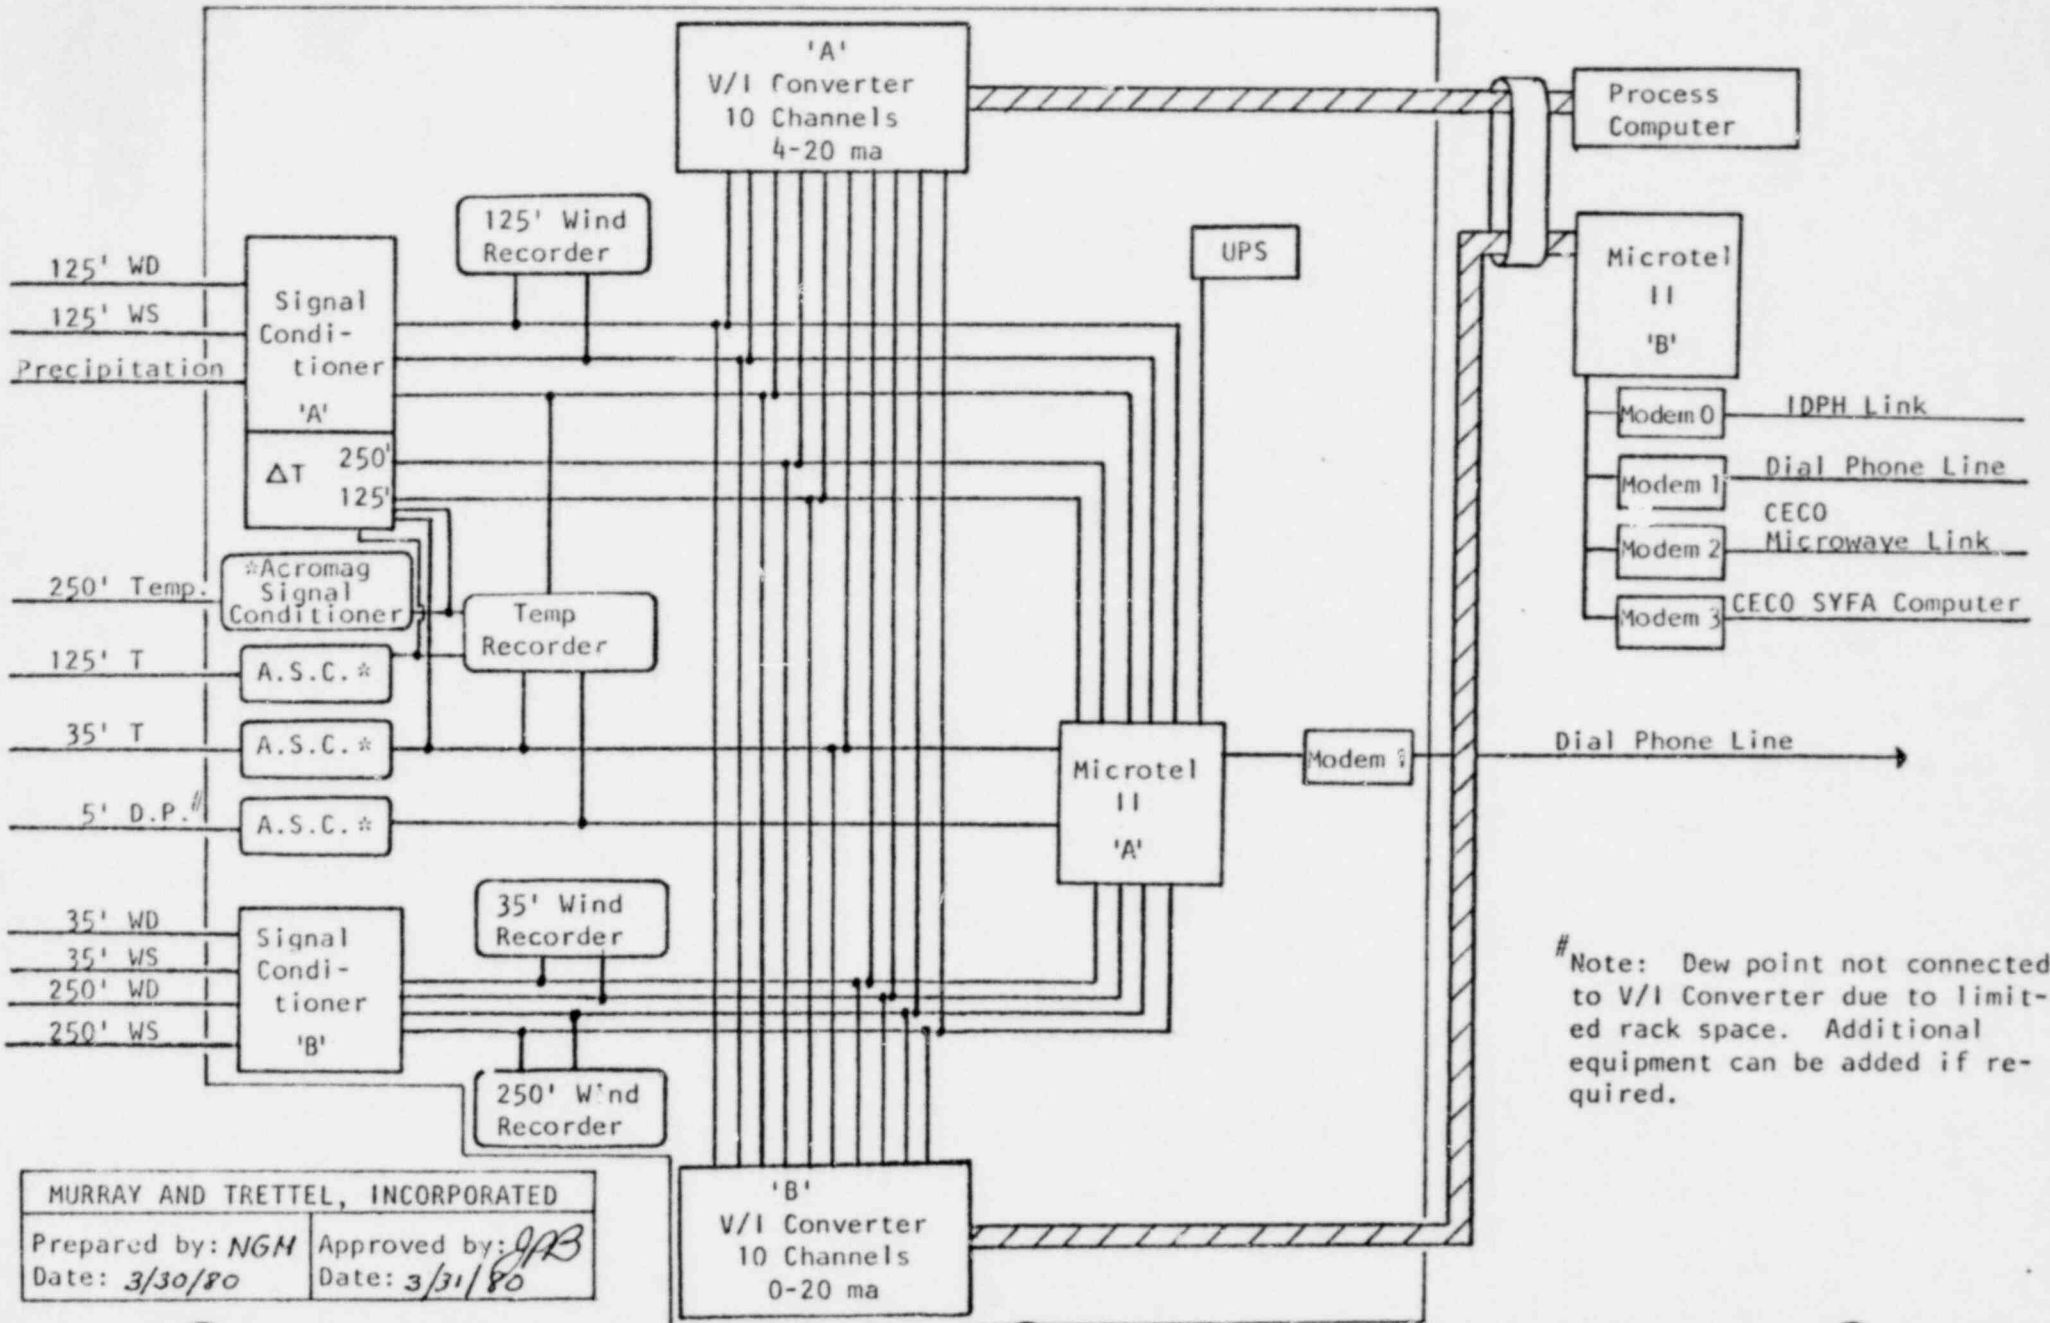 'A'
V/I Converter
10 Channels
4-20 ma
Process
Computer
125' Wind
Recorder
UPS
Microtel
II
'B'
125' WD
125' WS
Precipitation
Signal
Condi-
tioner
'A'
ΔT
250'
125'
Modem 0
IDPH Link
Modem 1
Dial Phone Line
Modem 2
CECO
Microwave Link
Modem 3
CECO SYFA Computer
250' Temp.
*Acromag
Signal
Conditioner
Temp
Recorder
125' T
A.S.C.*
35' T
A.S.C.*
5' D.P.#
A.S.C.*
Microtel
II
'A'
Modem
Dial Phone Line
35' WD
35' WS
250' WD
250' WS
Signal
Condi-
tioner
'B'
35' Wind
Recorder
250' Wind
Recorder
#Note: Dew point not connected
to V/I Converter due to limit-
ed rack space. Additional
equipment can be added if re-
quired.
'B'
V/I Converter
10 Channels
0-20 ma
MURRAY AND TRETTEL, INCORPORATED
Prepared by: NGM
Date: 3/30/80
Approved by: JAB
Date: 3/31/80